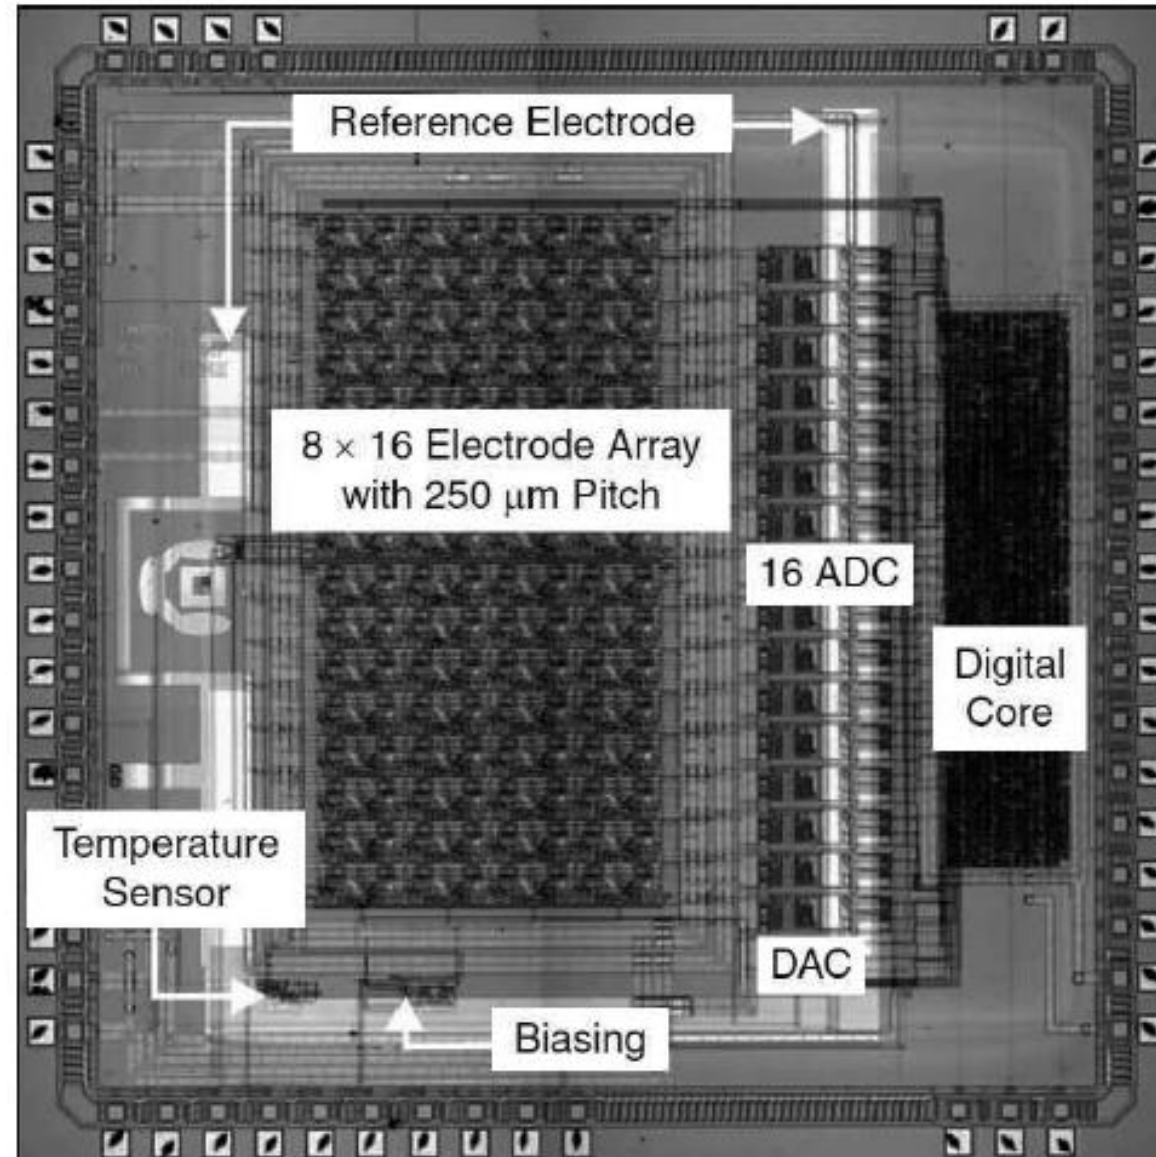 Reference Electrode
8 × 16 Electrode Array
with 250 μm Pitch
16 ADC
Digital
Core
Temperature
Sensor
DAC
Biasing